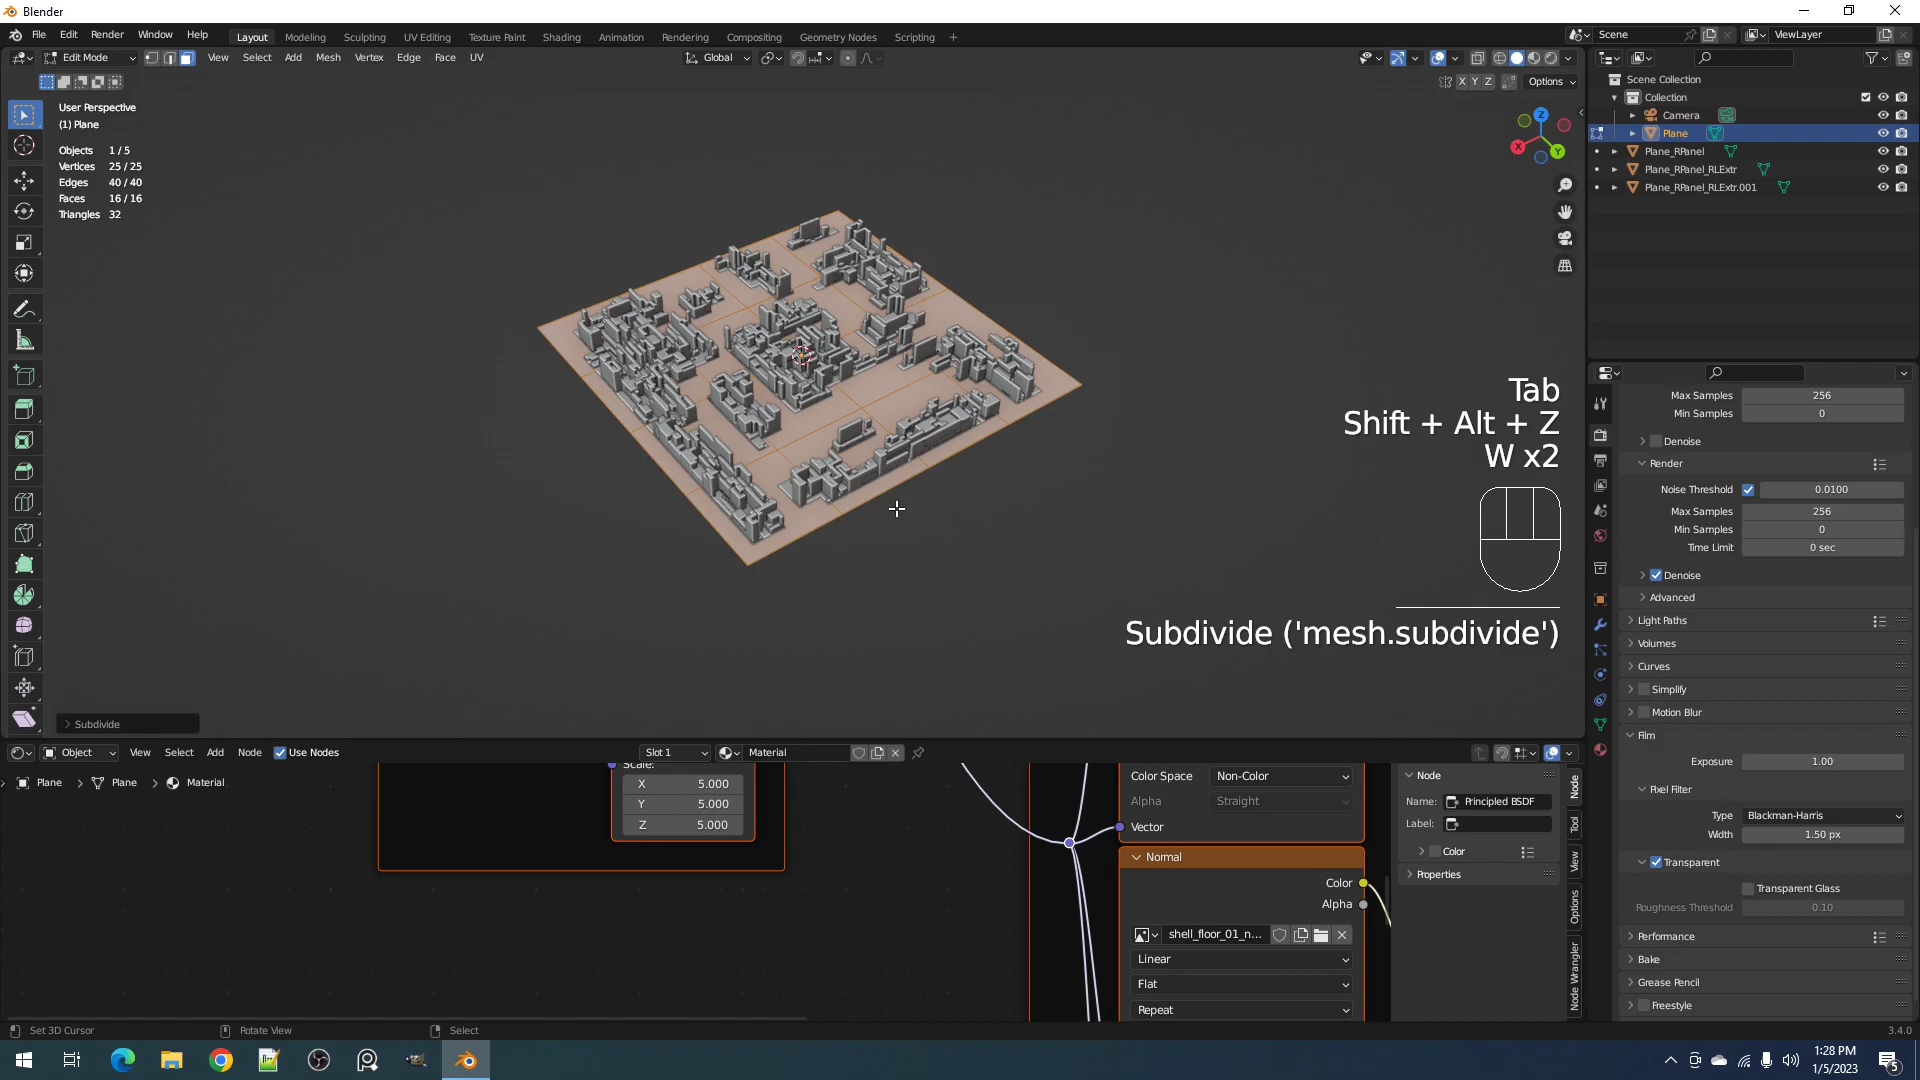 Blender
File Edit Render Window Help
Layout Modeling Sculpting UV Editing Texture Paint Shading Animation Rendering Compositing Geometry Nodes Scripting +
Scene
ViewLayer
Edit Mode
View Select Add Mesh Vertex Edge Face UV
Global
X Y Z
Options
User Perspective
(1) Plane
Objects 1 / 5
Vertices 25 / 25
Edges 40 / 40
Faces 16 / 16
Triangles 32
Z
X
Y
Tab
Shift + Alt + Z
W x2
Subdivide ('mesh.subdivide')
Subdivide
Scene Collection
Collection
Camera
Plane
Plane_RPanel
Plane_RPanel_RLExtr
Plane_RPanel_RLExtr.001
Max Samples 256
Min Samples 0
Denoise
Render
Noise Threshold 0.0100
Max Samples 256
Min Samples 0
Time Limit 0 sec
Denoise
Advanced
Light Paths
Volumes
Curves
Simplify
Motion Blur
Film
Exposure 1.00
Pixel Filter
Type Blackman-Harris
Width 1.50 px
Transparent
Transparent Glass
Roughness Threshold 0.10
Performance
Bake
Grease Pencil
Freestyle
Object
View Select Add Node Use Nodes
Slot 1
Material
Plane > Plane > Material
Scale:
X 5.000
Y 5.000
Z 5.000
Color Space Non-Color
Alpha Straight
Vector
Normal
Color
Alpha
shell_floor_01_n...
Linear
Flat
Repeat
Node
Name: Principled BSDF
Label:
Color
Properties
Node
Tool
View
Options
Node Wrangler
Set 3D Cursor
Rotate View
Select
3.4.0
1:28 PM
1/5/2023
5